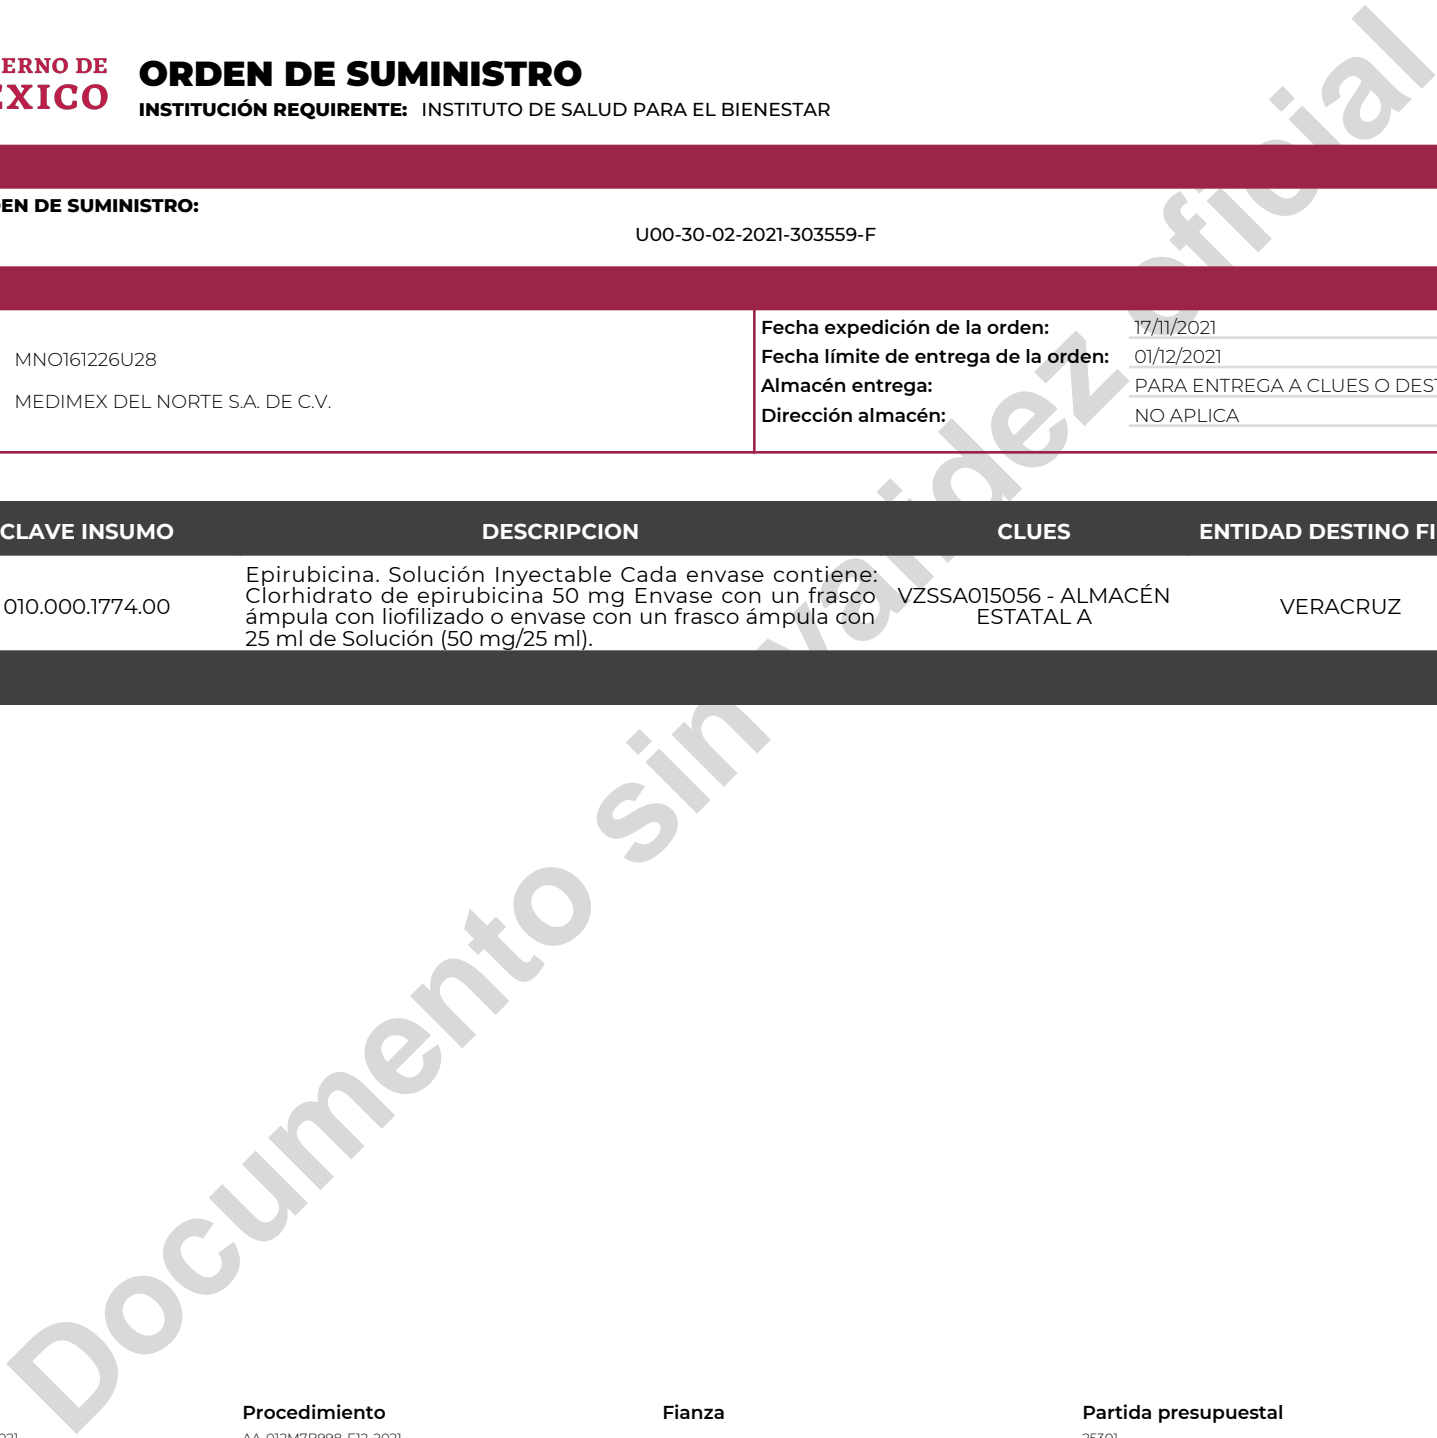 ERNO DE
EXICO
ORDEN DE SUMINISTRO
INSTITUCIÓN REQUIRENTE: INSTITUTO DE SALUD PARA EL BIENESTAR
EN DE SUMINISTRO:
U00-30-02-2021-303559-F
MNO161226U28
MEDIMEX DEL NORTE S.A. DE C.V.
Fecha expedición de la orden: 17/11/2021
Fecha límite de entrega de la orden: 01/12/2021
Almacén entrega: PARA ENTREGA A CLUES O DEST
Dirección almacén: NO APLICA
CLAVE INSUMO DESCRIPCION CLUES ENTIDAD DESTINO FI
010.000.1774.00
Epirubicina. Solución Inyectable Cada envase contiene:
Clorhidrato de epirubicina 50 mg Envase con un frasco
ámpula con liofilizado o envase con un frasco ámpula con
25 ml de Solución (50 mg/25 ml).
VZSSA015056 - ALMACÉN
ESTATAL A
VERACRUZ
Documento sin validez oficial
Procedimiento Fianza Partida presupuestal